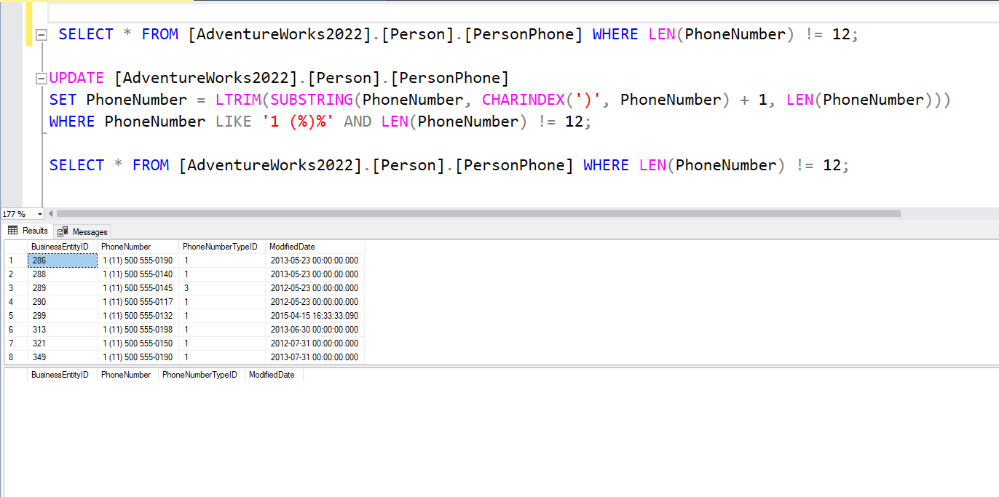 SELECT * FROM [AdventureWorks2022].[Person].[PersonPhone] WHERE LEN(PhoneNumber) != 12;
UPDATE [AdventureWorks2022].[Person].[PersonPhone]
SET PhoneNumber = LTRIM(SUBSTRING(PhoneNumber, CHARINDEX(')', PhoneNumber) + 1, LEN(PhoneNumber)))
WHERE PhoneNumber LIKE '1 (%)%' AND LEN(PhoneNumber) != 12;
SELECT * FROM [AdventureWorks2022].[Person].[PersonPhone] WHERE LEN(PhoneNumber) != 12;
177 %
Results Messages
BusinessEntityID PhoneNumber PhoneNumberTypeID ModifiedDate
1 286 1 (11) 500 555-0190 1 2013-05-23 00:00:00.000
2 288 1 (11) 500 555-0140 1 2013-05-23 00:00:00.000
3 289 1 (11) 500 555-0145 3 2012-05-23 00:00:00.000
4 290 1 (11) 500 555-0117 1 2012-05-23 00:00:00.000
5 299 1 (11) 500 555-0132 1 2015-04-15 16:33:33.090
6 313 1 (11) 500 555-0198 1 2013-06-30 00:00:00.000
7 321 1 (11) 500 555-0150 1 2012-07-31 00:00:00.000
8 349 1 (11) 500 555-0190 1 2013-07-31 00:00:00.000
BusinessEntityID PhoneNumber PhoneNumberTypeID ModifiedDate